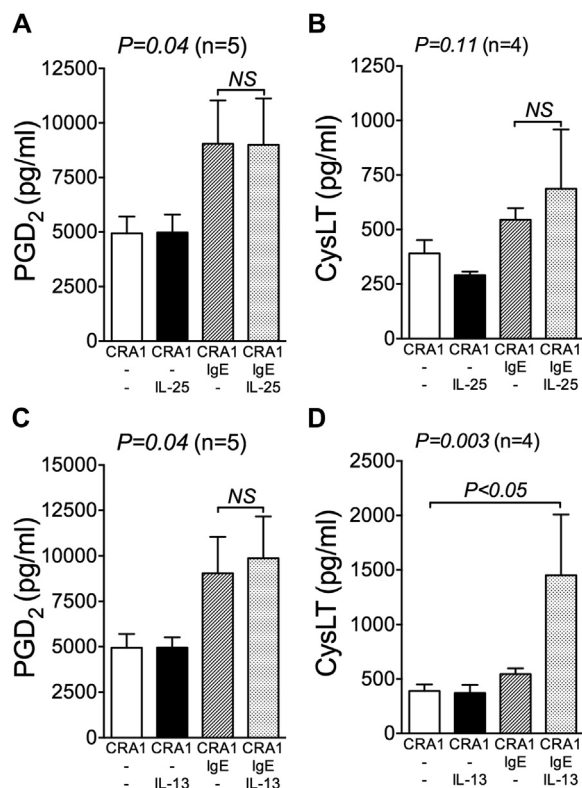 A
P=0.04 (n=5)
12500
10000
7500
5000
2500
0
PGD2 (pg/ml)
NS
CRA1 CRA1 CRA1 CRA1
- - IgE IgE
- IL-25 - IL-25
B
P=0.11 (n=4)
1250
1000
750
500
250
0
CysLT (pg/ml)
NS
CRA1 CRA1 CRA1 CRA1
- - IgE IgE
- IL-25 - IL-25
C
P=0.04 (n=5)
15000
12500
10000
7500
5000
2500
0
PGD2 (pg/ml)
NS
CRA1 CRA1 CRA1 CRA1
- - IgE IgE
- IL-13 - IL-13
D
P=0.003 (n=4)
2500
2000
1500
1000
500
0
CysLT (pg/ml)
P<0.05
CRA1 CRA1 CRA1 CRA1
- - IgE IgE
- IL-13 - IL-13